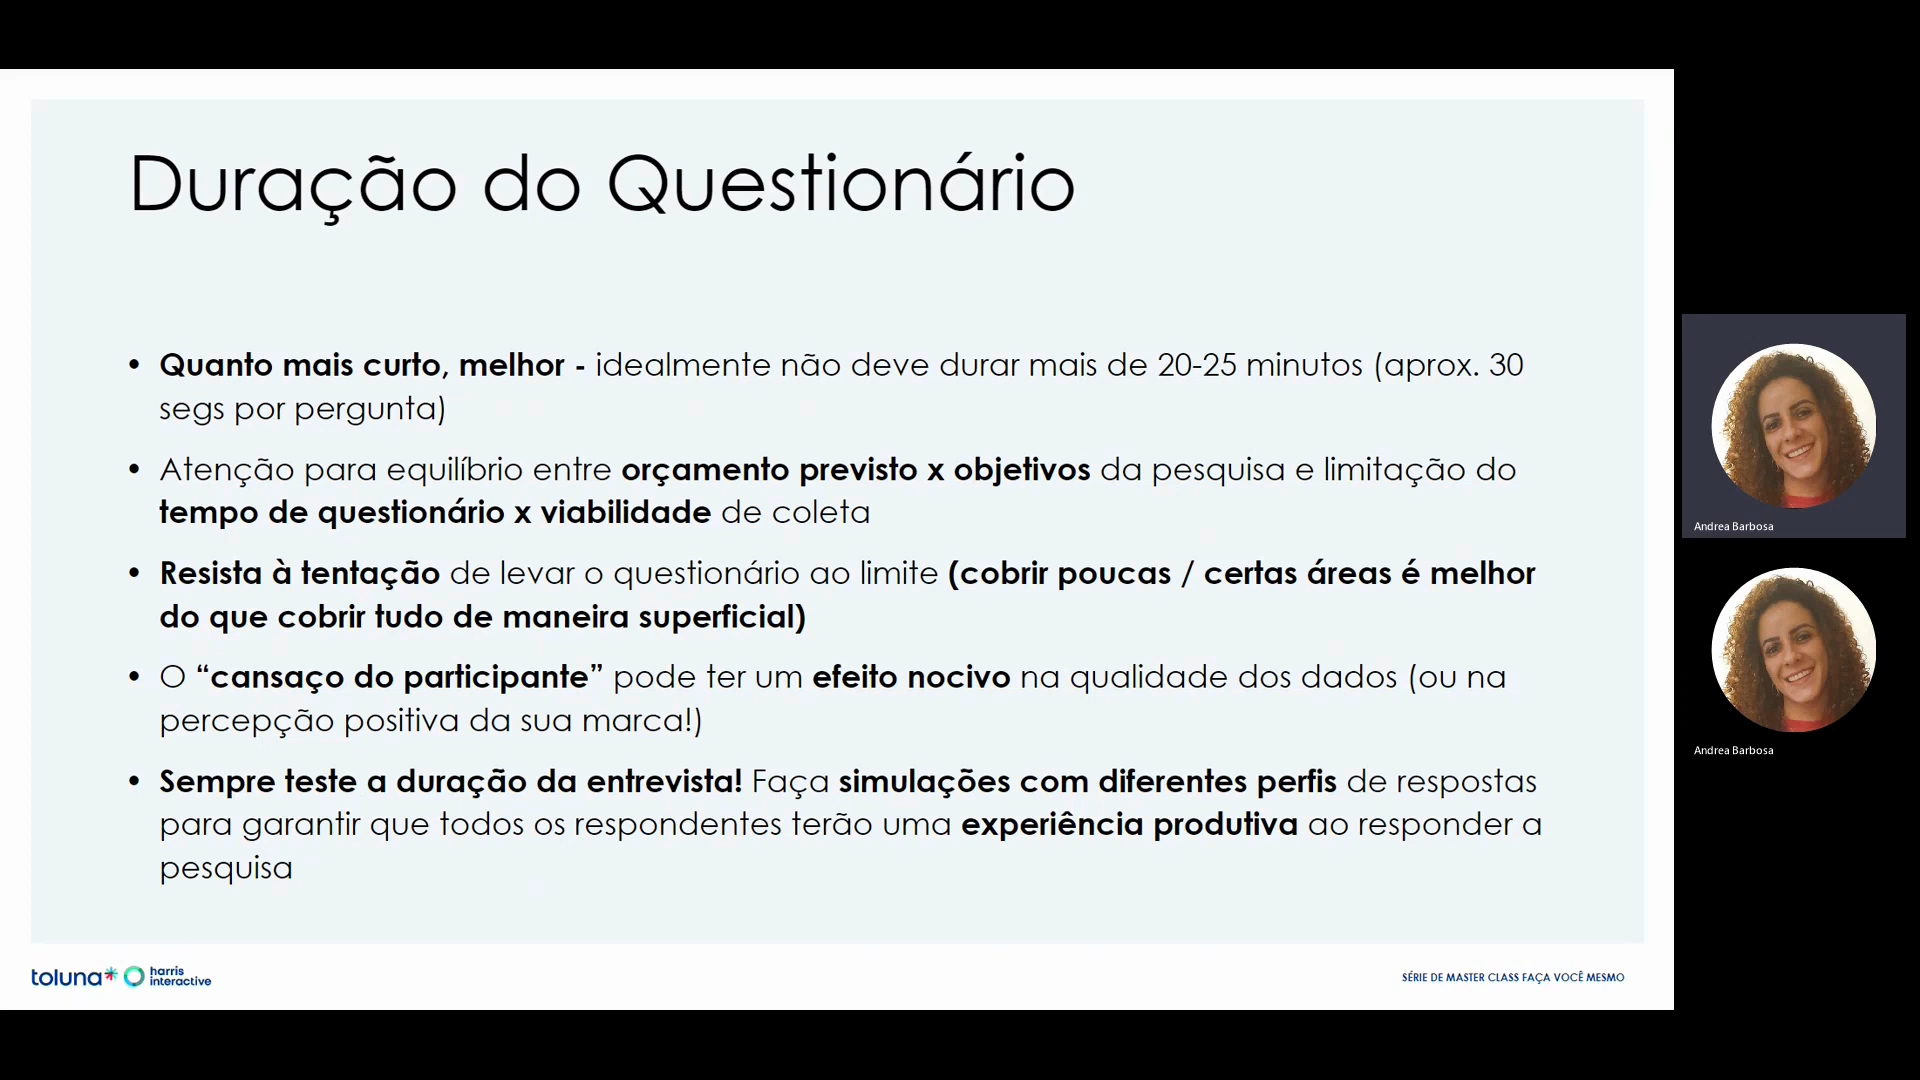 Duração do Questionário
• Quanto mais curto, melhor - idealmente não deve durar mais de 20-25 minutos (aprox. 30
segs por pergunta)
• Atenção para equilíbrio entre orçamento previsto x objetivos da pesquisa e limitação do
tempo de questionário x viabilidade de coleta
• Resista à tentação de levar o questionário ao limite (cobrir poucas / certas áreas é melhor
do que cobrir tudo de maneira superficial)
• O “cansaço do participante” pode ter um efeito nocivo na qualidade dos dados (ou na
percepção positiva da sua marca!)
• Sempre teste a duração da entrevista! Faça simulações com diferentes perfis de respostas
para garantir que todos os respondentes terão uma experiência produtiva ao responder a
pesquisa
toluna* harris
interactive
SÉRIE DE MASTER CLASS FAÇA VOCÊ MESMO
Andrea Barbosa
Andrea Barbosa